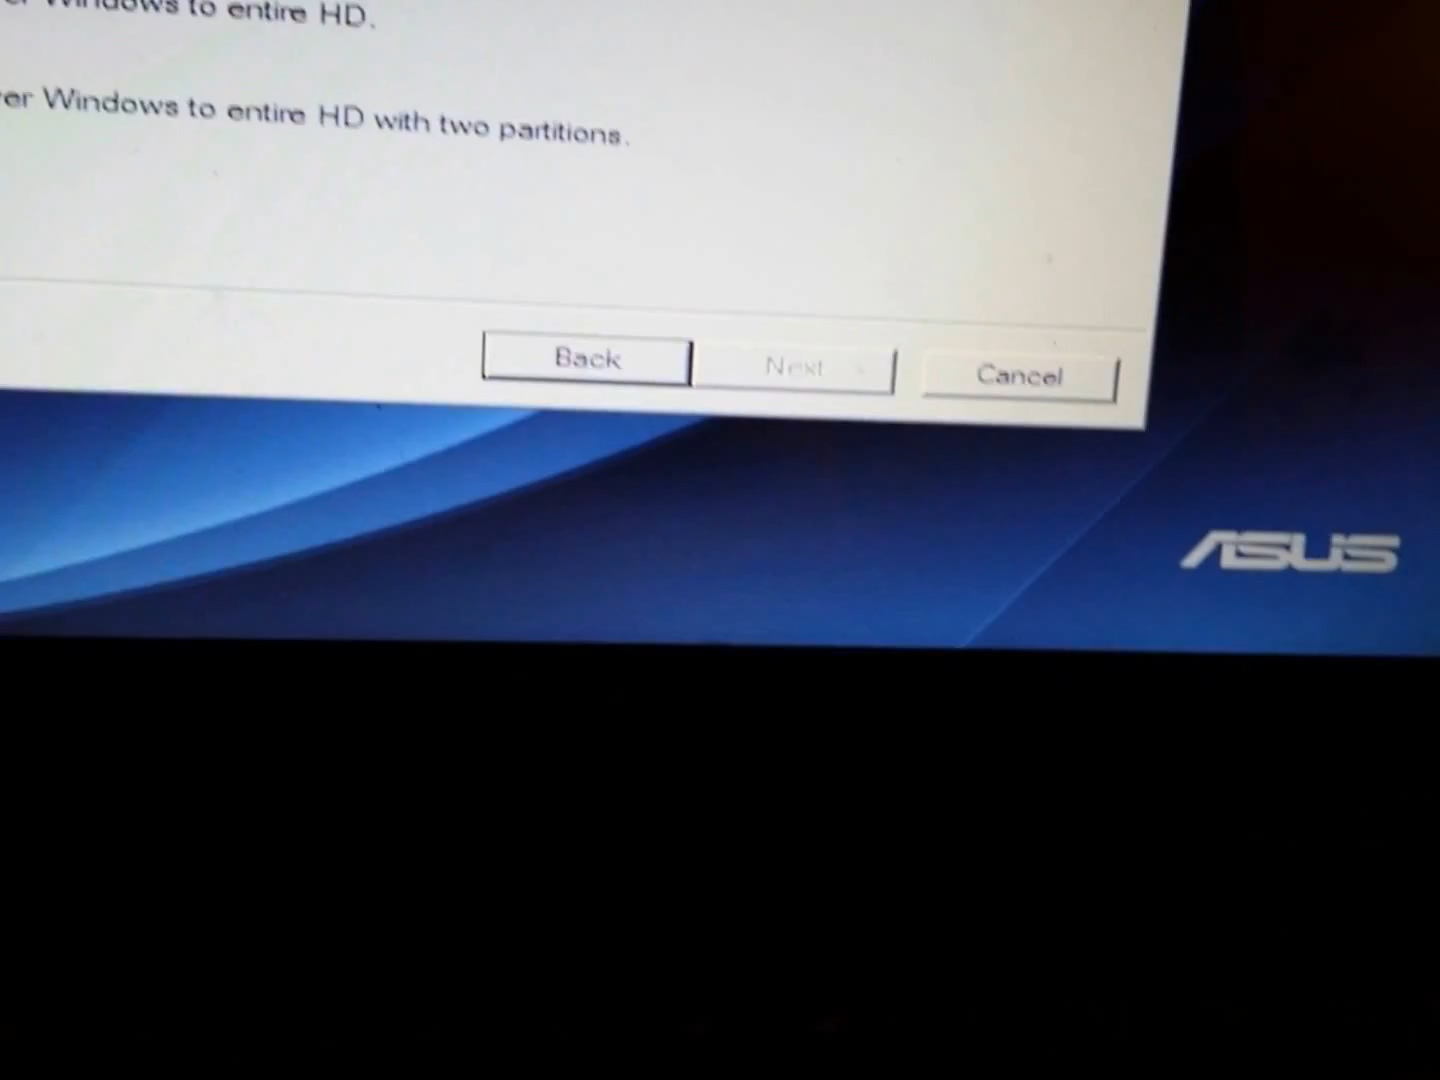 Windows to entire HD.
Windows to entire HD with two partitions.
Back
Next
Cancel
ASUS